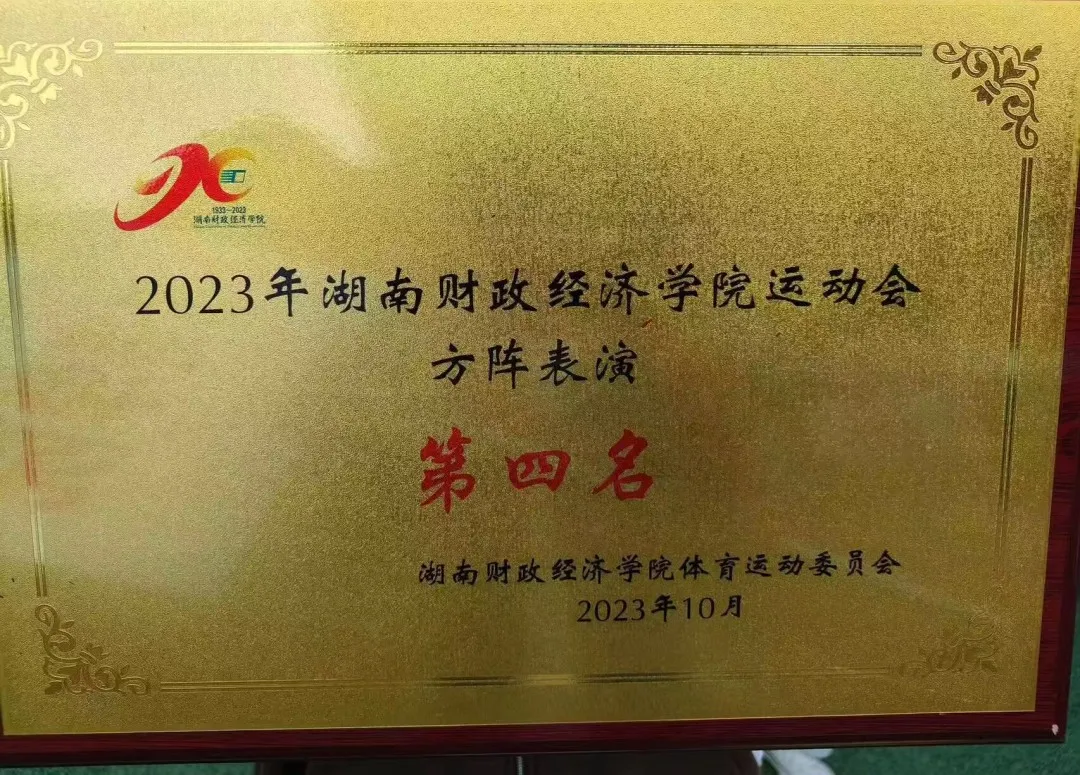 1933-2023
湖南财政经济学院
2023年湖南财政经济学院运动会
方阵表演
第四名
湖南财政经济学院体育运动委员会
2023年10月